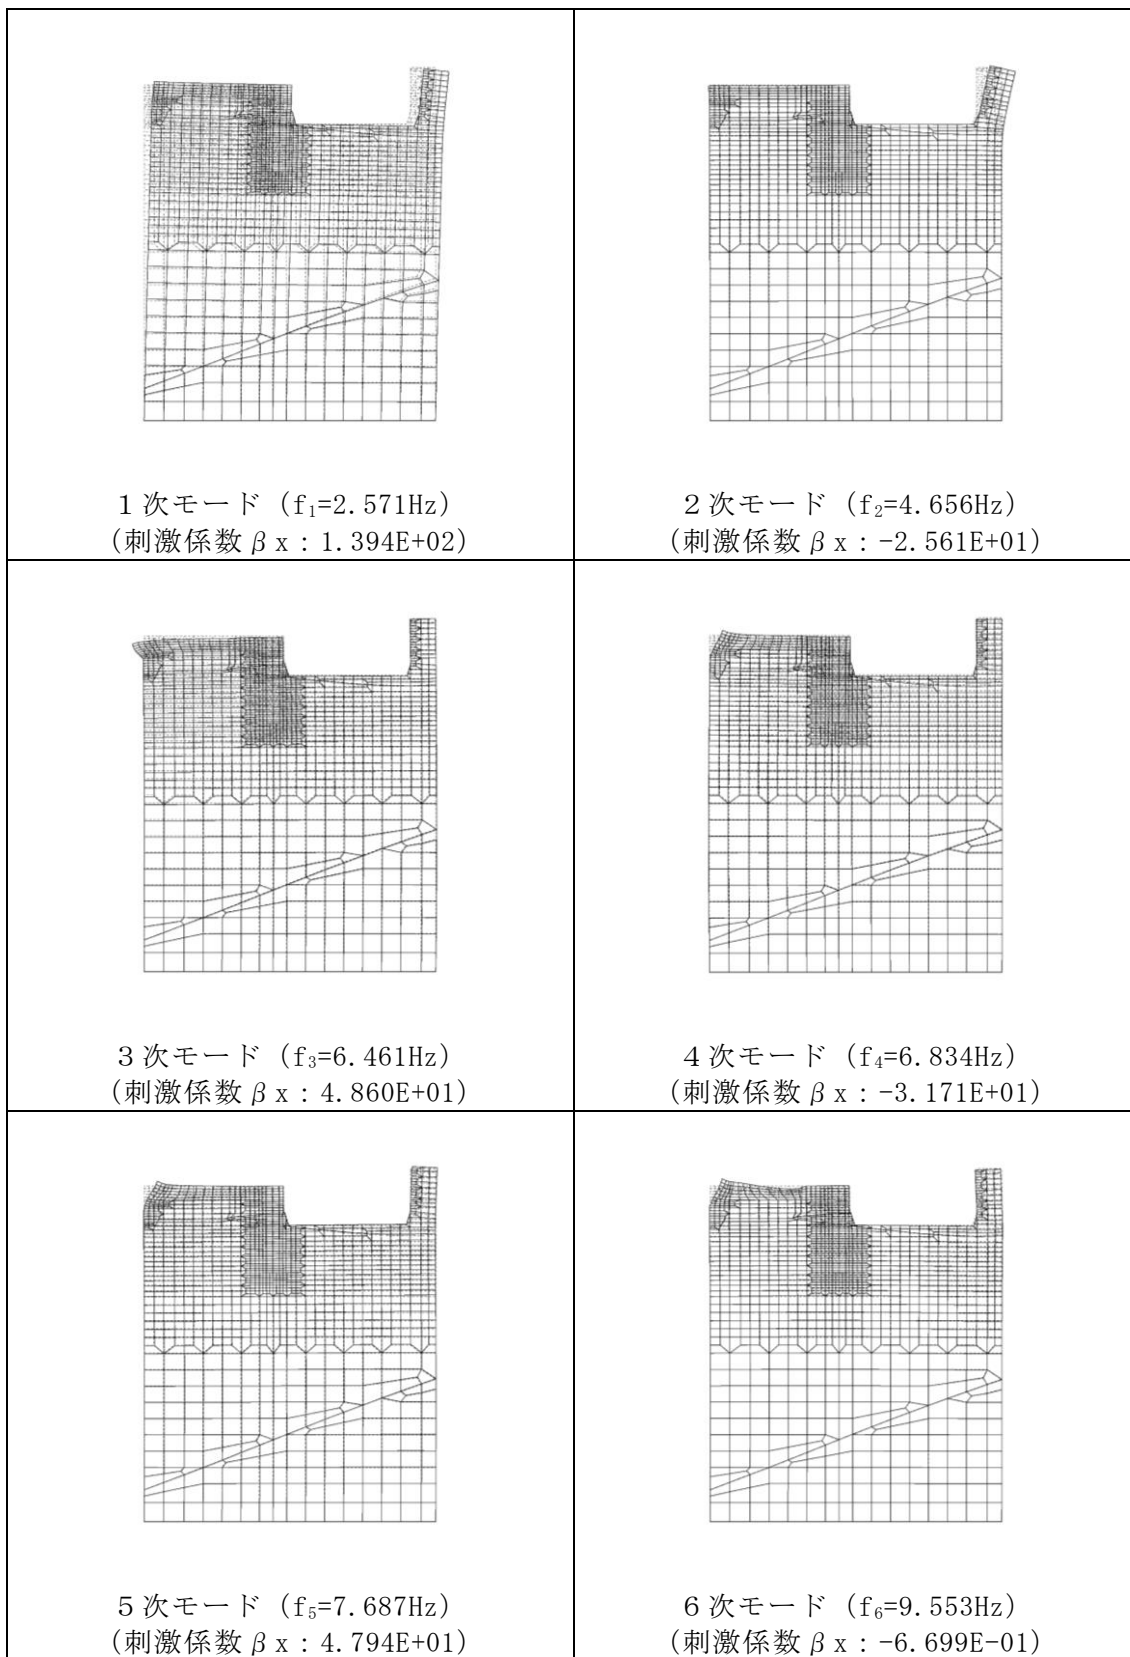 1次モード（f₁=2.571Hz）
（刺激係数βx：1.394E+02）
2次モード（f₂=4.656Hz）
（刺激係数βx：-2.561E+01）
3次モード（f₃=6.461Hz）
（刺激係数βx：4.860E+01）
4次モード（f₄=6.834Hz）
（刺激係数βx：-3.171E+01）
5次モード（f₅=7.687Hz）
（刺激係数βx：4.794E+01）
6次モード（f₆=9.553Hz）
（刺激係数βx：-6.699E-01）